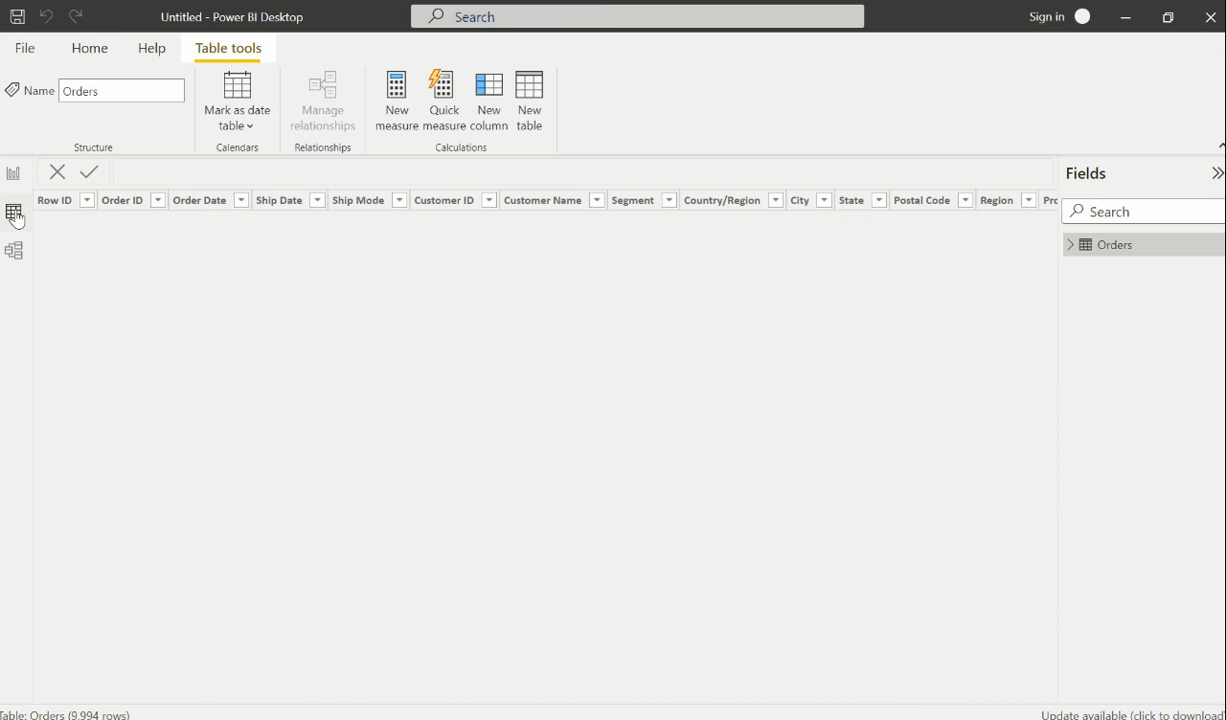 Untitled - Power BI Desktop
Search
Sign in
File
Home
Help
Table tools
Name
Orders
Mark as date
table
Manage
relationships
New
measure
Quick
measure
New
column
New
table
Structure
Calendars
Relationships
Calculations
Fields
Row ID
Order ID
Order Date
Ship Date
Ship Mode
Customer ID
Customer Name
Segment
Country/Region
City
State
Postal Code
Region
Pro
Search
Orders
Table: Orders (9,994 rows)
Update available (click to download)